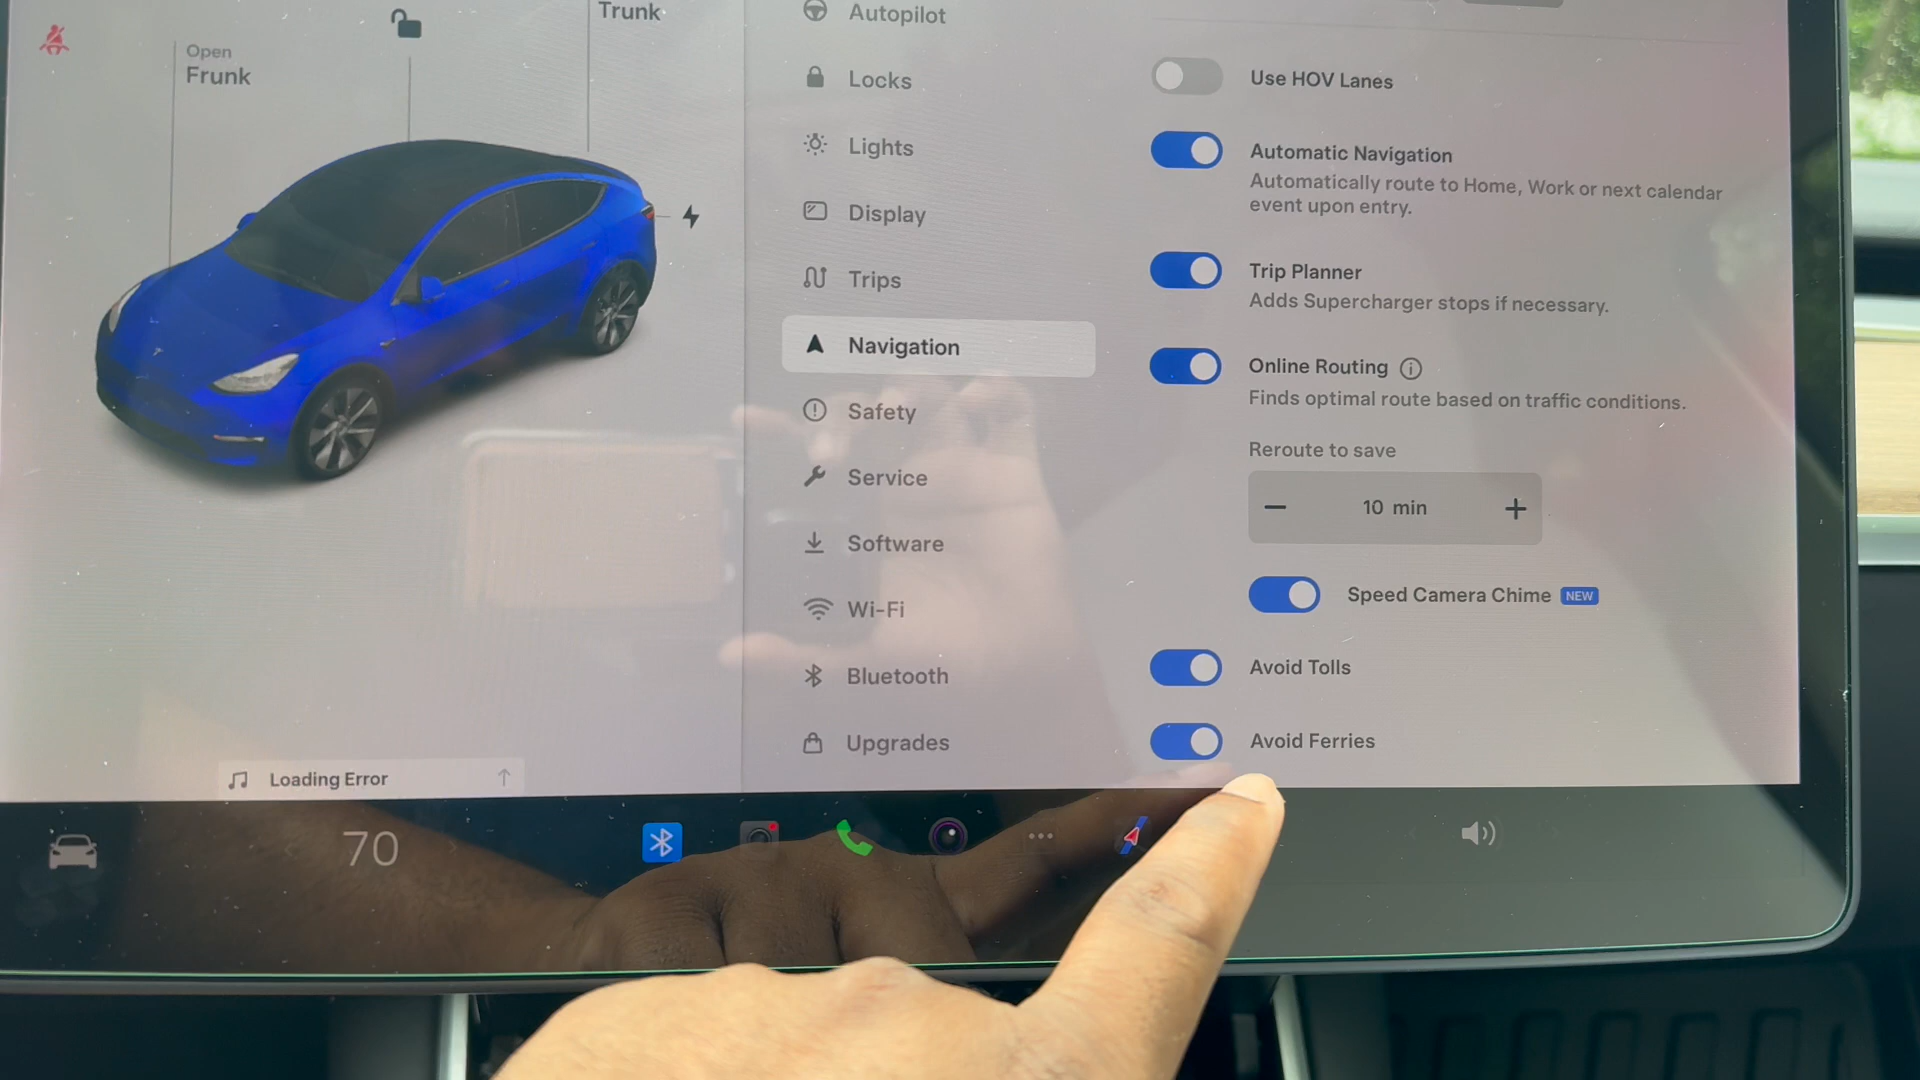 Open
Frunk
Trunk
Autopilot
Locks
Lights
Display
Trips
Navigation
Safety
Service
Software
Wi-Fi
Bluetooth
Upgrades
Use HOV Lanes
Automatic Navigation
Automatically route to Home, Work or next calendar
event upon entry.
Trip Planner
Adds Supercharger stops if necessary.
Online Routing
Finds optimal route based on traffic conditions.
Reroute to save
10 min
Speed Camera Chime NEW
Avoid Tolls
Avoid Ferries
Loading Error
70